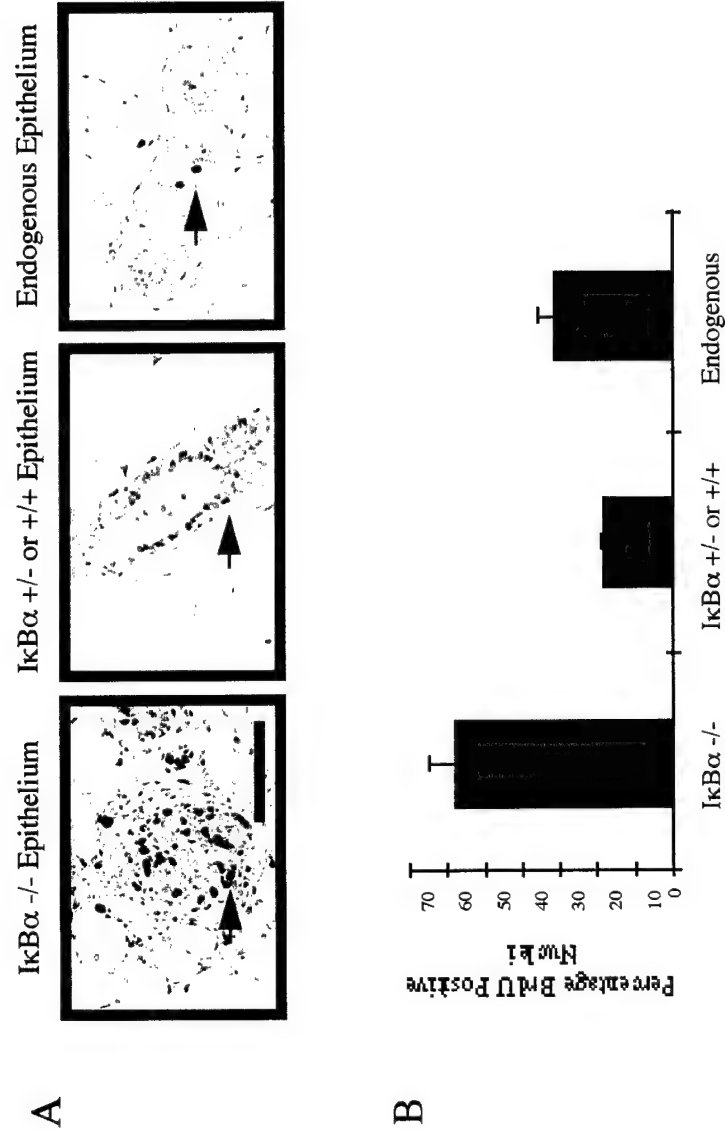 A
IκBα -/- Epithelium
IκBα +/- or +/+ Epithelium
Endogenous Epithelium
B
Percentage BrdU Positive
Nuclei
70
60
50
40
30
20
10
0
IκBα -/-
IκBα +/- or +/+
Endogenous